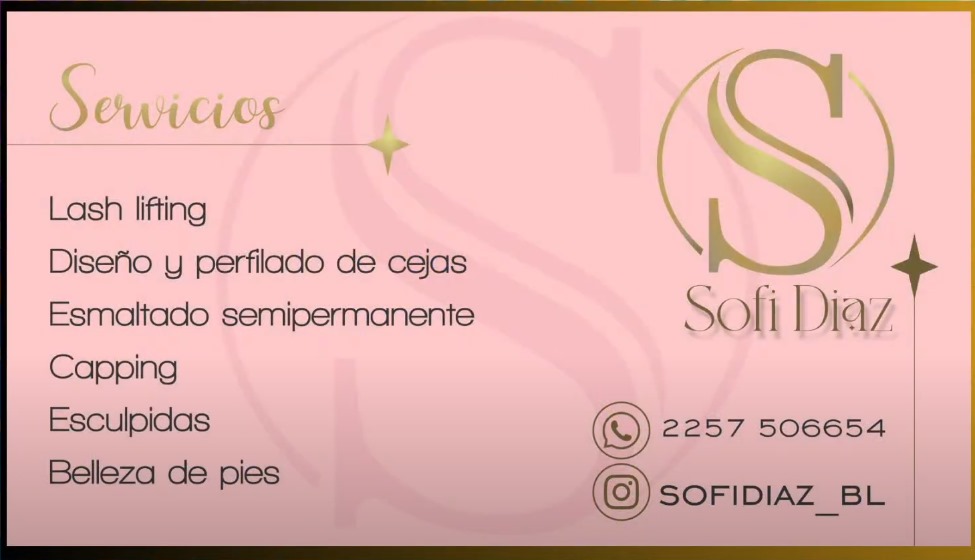 Servicios
Lash lifting
Diseño y perfilado de cejas
Esmaltado semipermanente
Capping
Esculpidas
Belleza de pies
S
Sofi Diaz
2257 506654
SOFIDIAZ_BL